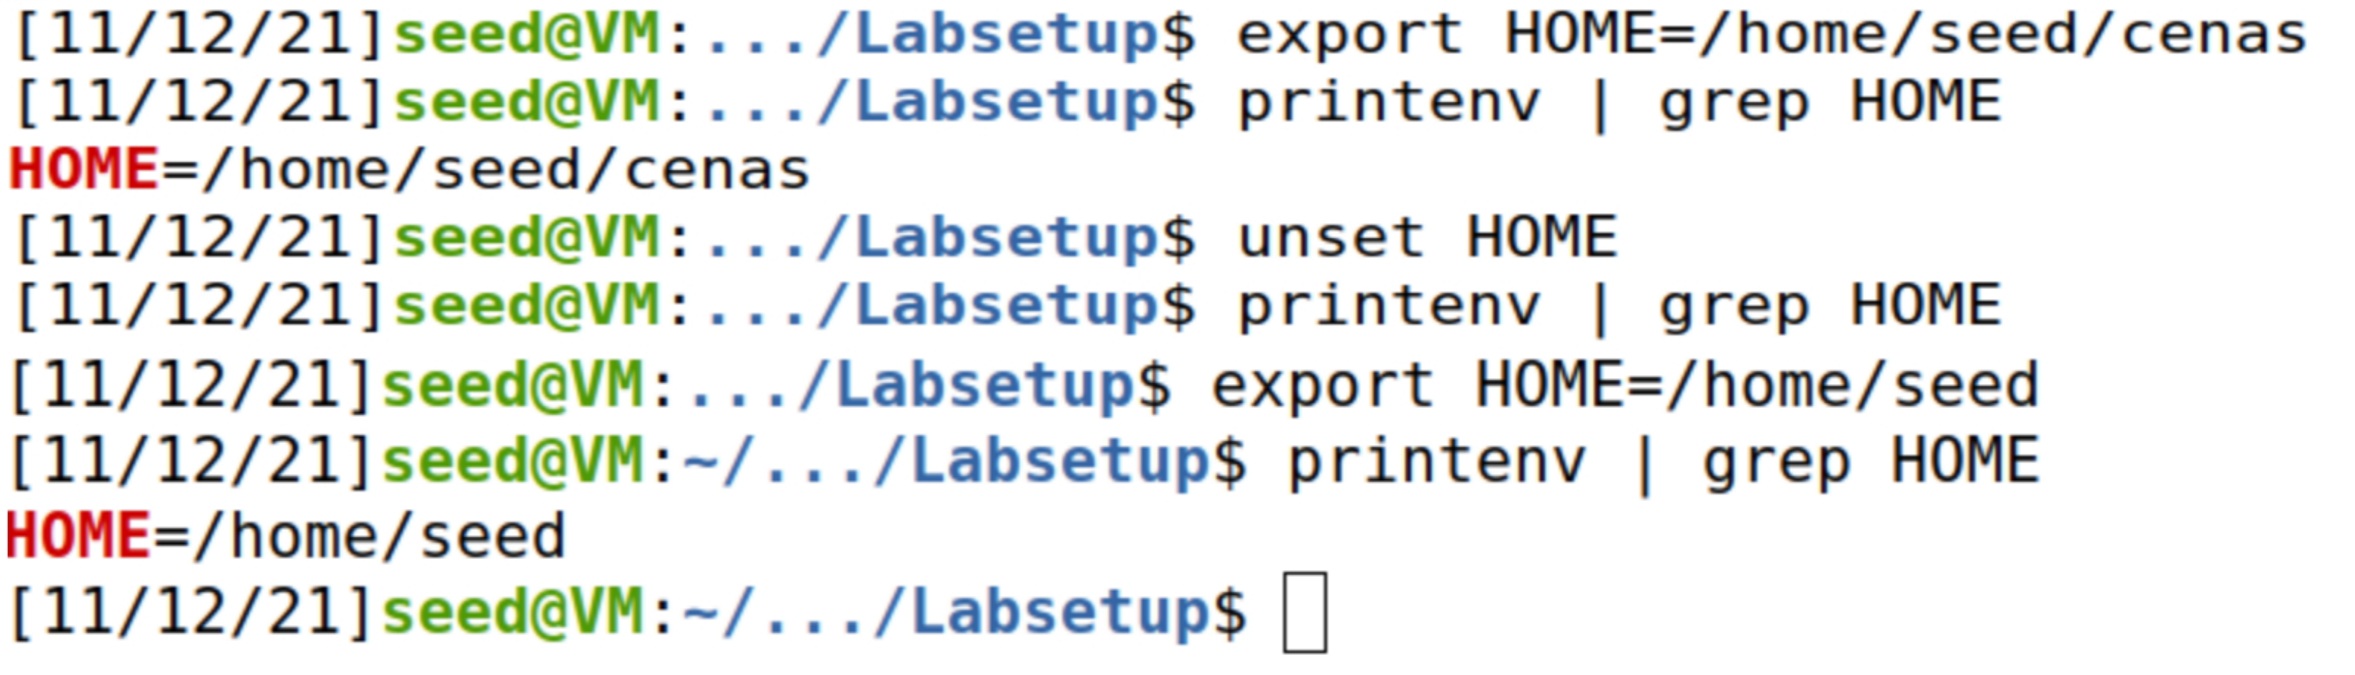 [11/12/21]seed@VM:.../Labsetup$ export HOME=/home/seed/cenas
[11/12/21]seed@VM:.../Labsetup$ printenv | grep HOME
HOME=/home/seed/cenas
[11/12/21]seed@VM:.../Labsetup$ unset HOME
[11/12/21]seed@VM:.../Labsetup$ printenv | grep HOME
[11/12/21]seed@VM:.../Labsetup$ export HOME=/home/seed
[11/12/21]seed@VM:~/.../Labsetup$ printenv | grep HOME
HOME=/home/seed
[11/12/21]seed@VM:~/.../Labsetup$